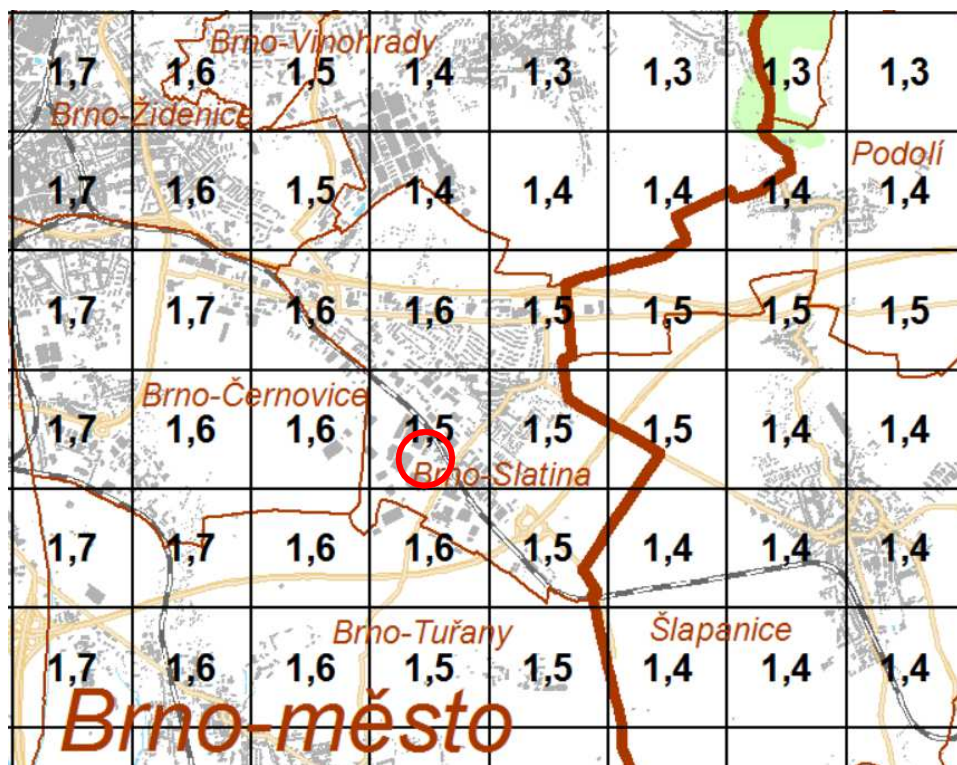 Brno-Vinohrady
1,7 1,6 1,5 1,4 1,3 1,3 1,3 1,3
Brno-Židenice
Podolí
1,7 1,6 1,5 1,4 1,4 1,4 1,4 1,4
1,7 1,7 1,6 1,6 1,5 1,5 1,5 1,5
Brno-Černovice
1,7 1,6 1,6 1,5 1,5 1,5 1,4 1,4
Brno-Slatina
1,7 1,7 1,6 1,6 1,5 1,4 1,4 1,4
Brno-Tuřany Šlapanice
1,7 1,6 1,6 1,5 1,5 1,4 1,4 1,4
Brno-město